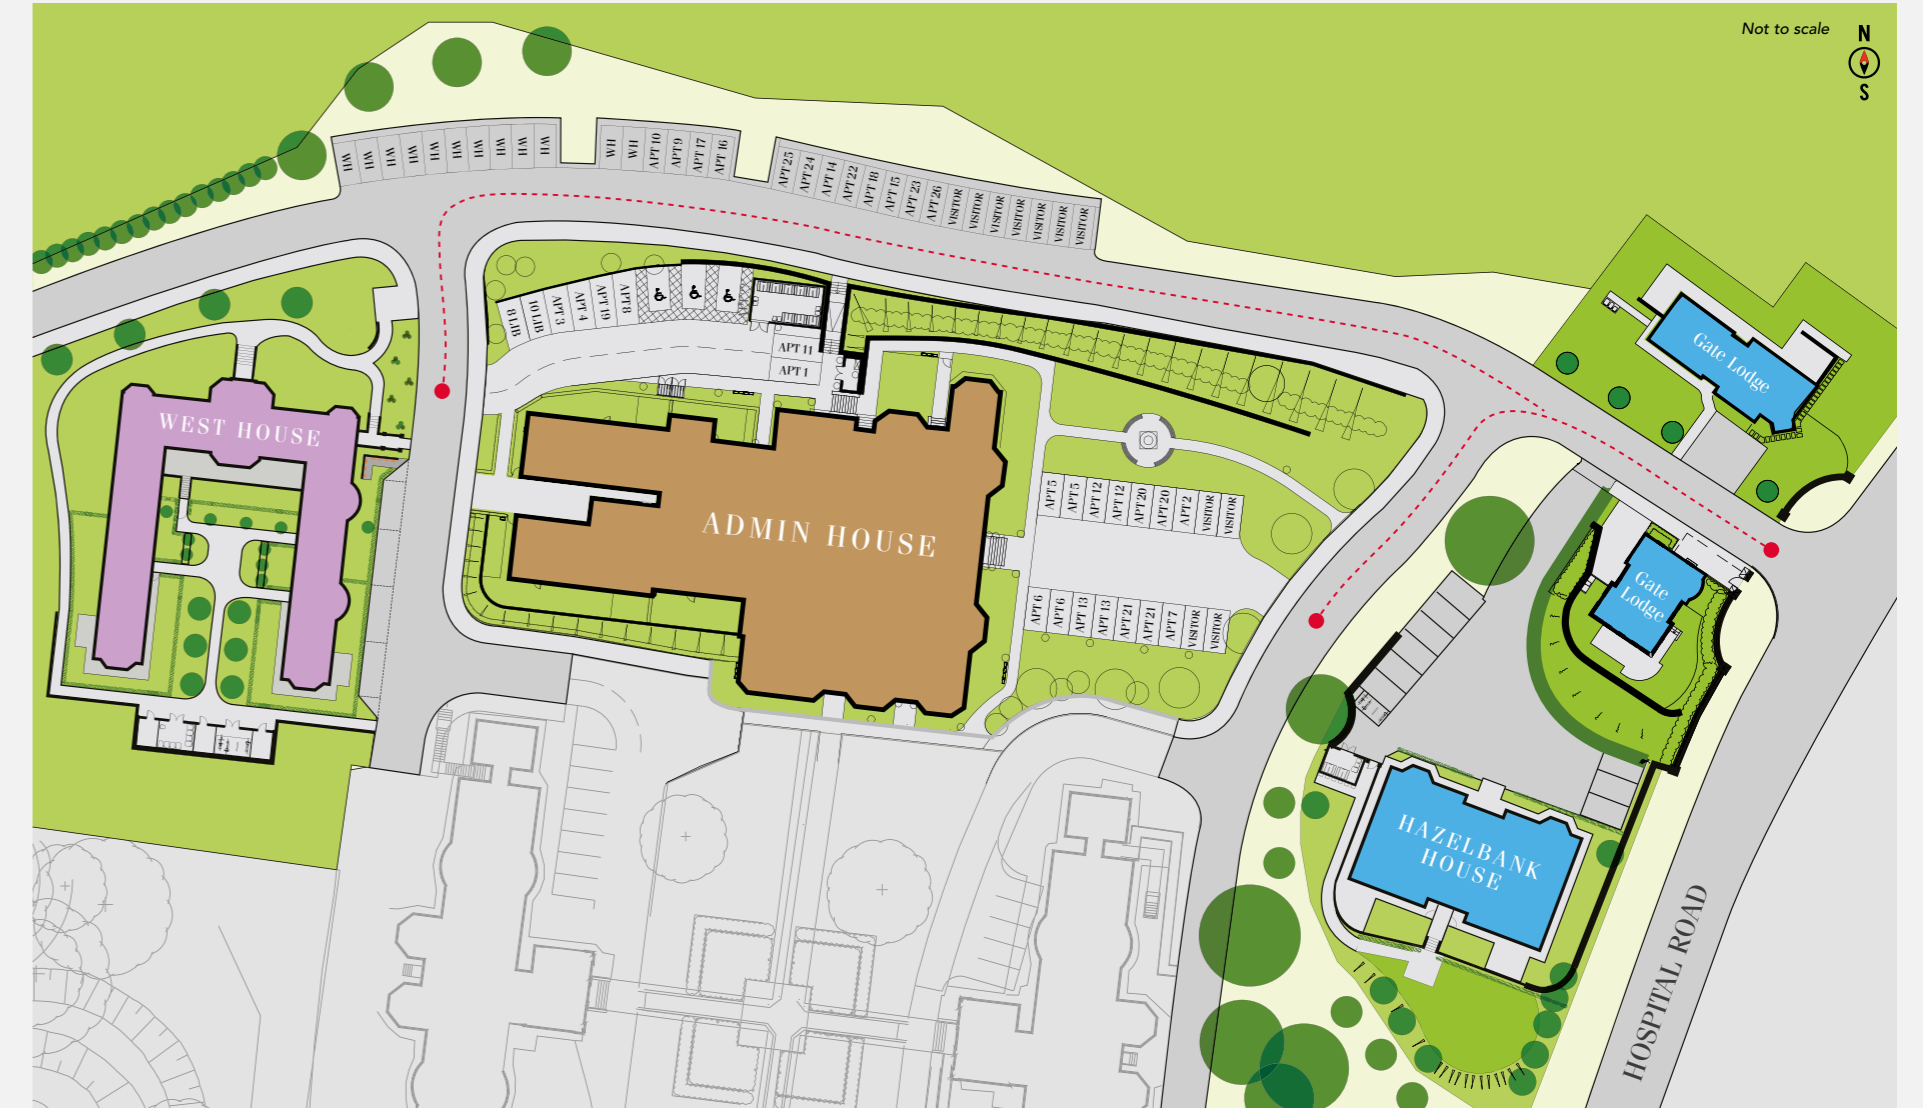 Not to scale
N
S
WH
WH
WH
WH
WH
WH
WH
WH
WH
WH
WH
WH
APT 10
APT 9
APT 17
APT 16
APT 25
APT 24
APT 14
APT 22
APT 18
APT 15
APT 23
APT 26
VISITOR
VISITOR
VISITOR
VISITOR
VISITOR
VISITOR
VISITOR
APT 8
APT 10
APT 3
APT 4
APT 19
APT 8
APT 11
APT 1
Gate Lodge
WEST HOUSE
ADMIN HOUSE
APT 5
APT 5
APT 12
APT 12
APT 20
APT 20
APT 2
VISITOR
VISITOR
APT 6
APT 6
APT 13
APT 13
APT 21
APT 21
APT 7
VISITOR
VISITOR
Gate
Lodge
HAZELBANK
HOUSE
HOSPITAL ROAD